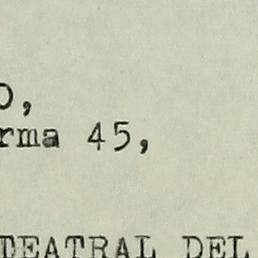 O,
rma 45,
TEATRAL DEL